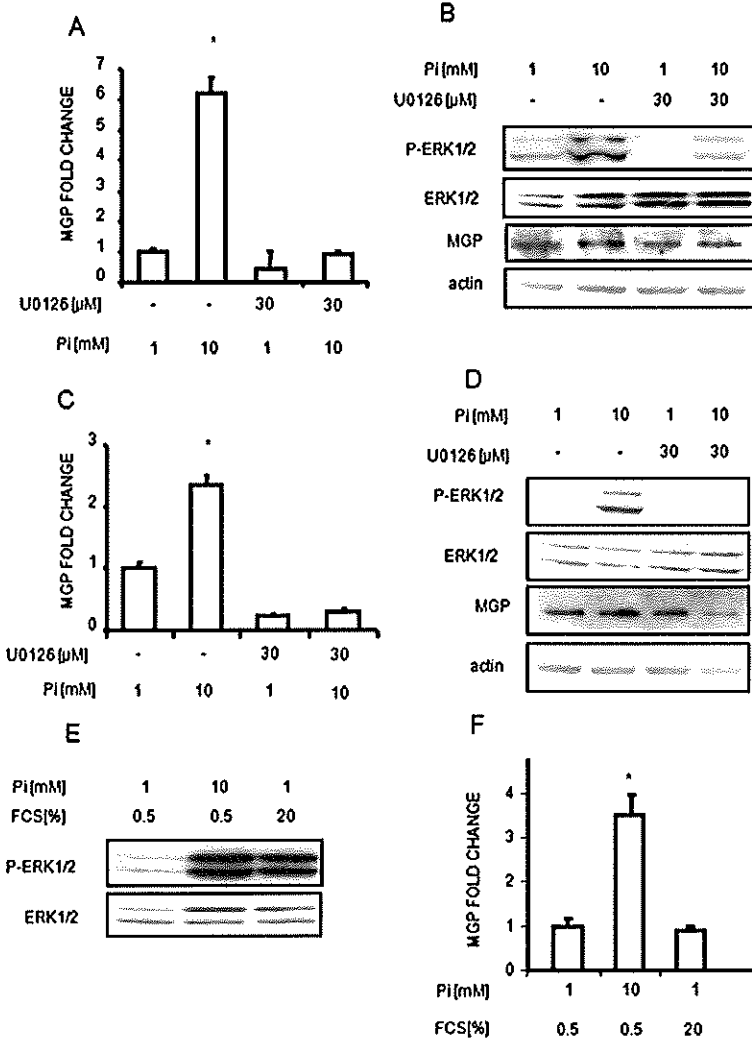 A
*
7
6
5
4
3
2
1
0
MGP FOLD CHANGE
U0126[µM] - - 30 30
Pi[mM] 1 10 1 10
B
Pi[mM] 1 10 1 10
U0126[µM] - - 30 30
P-ERK1/2
ERK1/2
MGP
actin
C
*
3
2
1
0
MGP FOLD CHANGE
U0126[µM] - - 30 30
Pi[mM] 1 10 1 10
D
Pi[mM] 1 10 1 10
U0126[µM] - - 30 30
P-ERK1/2
ERK1/2
MGP
actin
E
Pi[mM] 1 10 1
FCS[%] 0.5 0.5 20
P-ERK1/2
ERK1/2
F
*
4
3
2
1
0
MGP FOLD CHANGE
Pi[mM] 1 10 1
FCS[%] 0.5 0.5 20